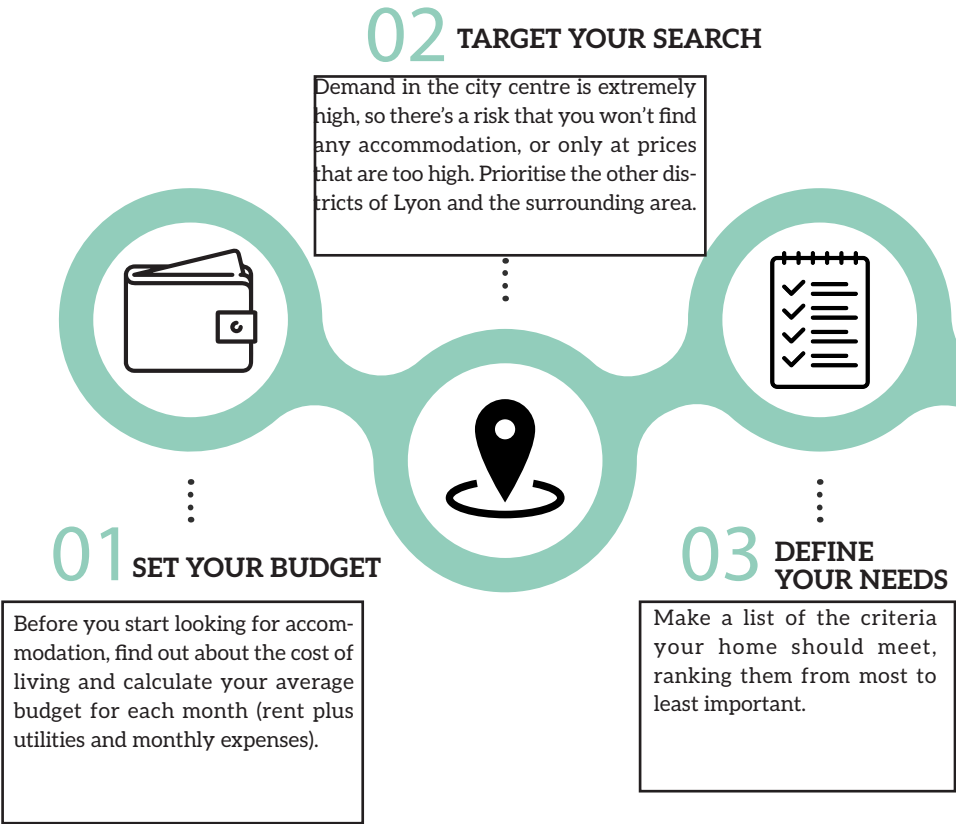 02 TARGET YOUR SEARCH
Demand in the city centre is extremely
high, so there’s a risk that you won’t find
any accommodation, or only at prices
that are too high. Prioritise the other dis-
tricts of Lyon and the surrounding area.
01 SET YOUR BUDGET
Before you start looking for accom-
modation, find out about the cost of
living and calculate your average
budget for each month (rent plus
utilities and monthly expenses).
03 DEFINE
YOUR NEEDS
Make a list of the criteria
your home should meet,
ranking them from most to
least important.